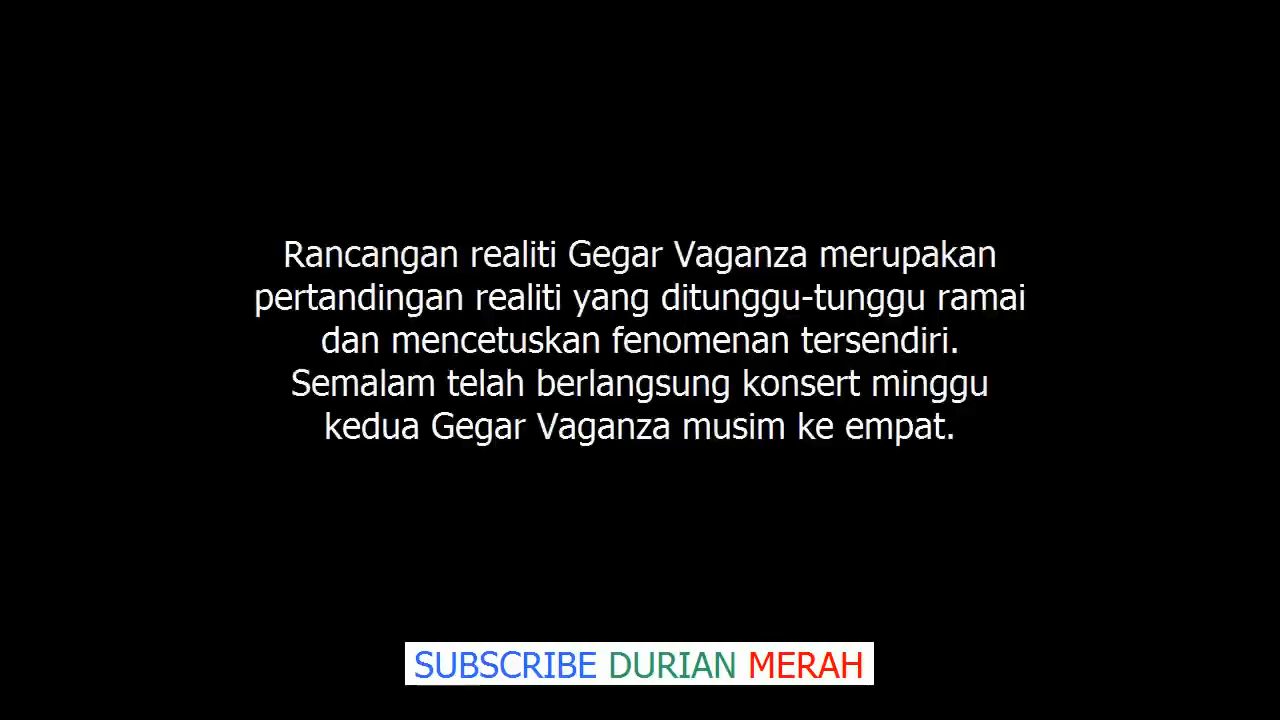 Rancangan realiti Gegar Vaganza merupakan
pertandingan realiti yang ditunggu-tunggu ramai
dan mencetuskan fenomenan tersendiri.
Semalam telah berlangsung konsert minggu
kedua Gegar Vaganza musim ke empat.
SUBSCRIBE DURIAN MERAH